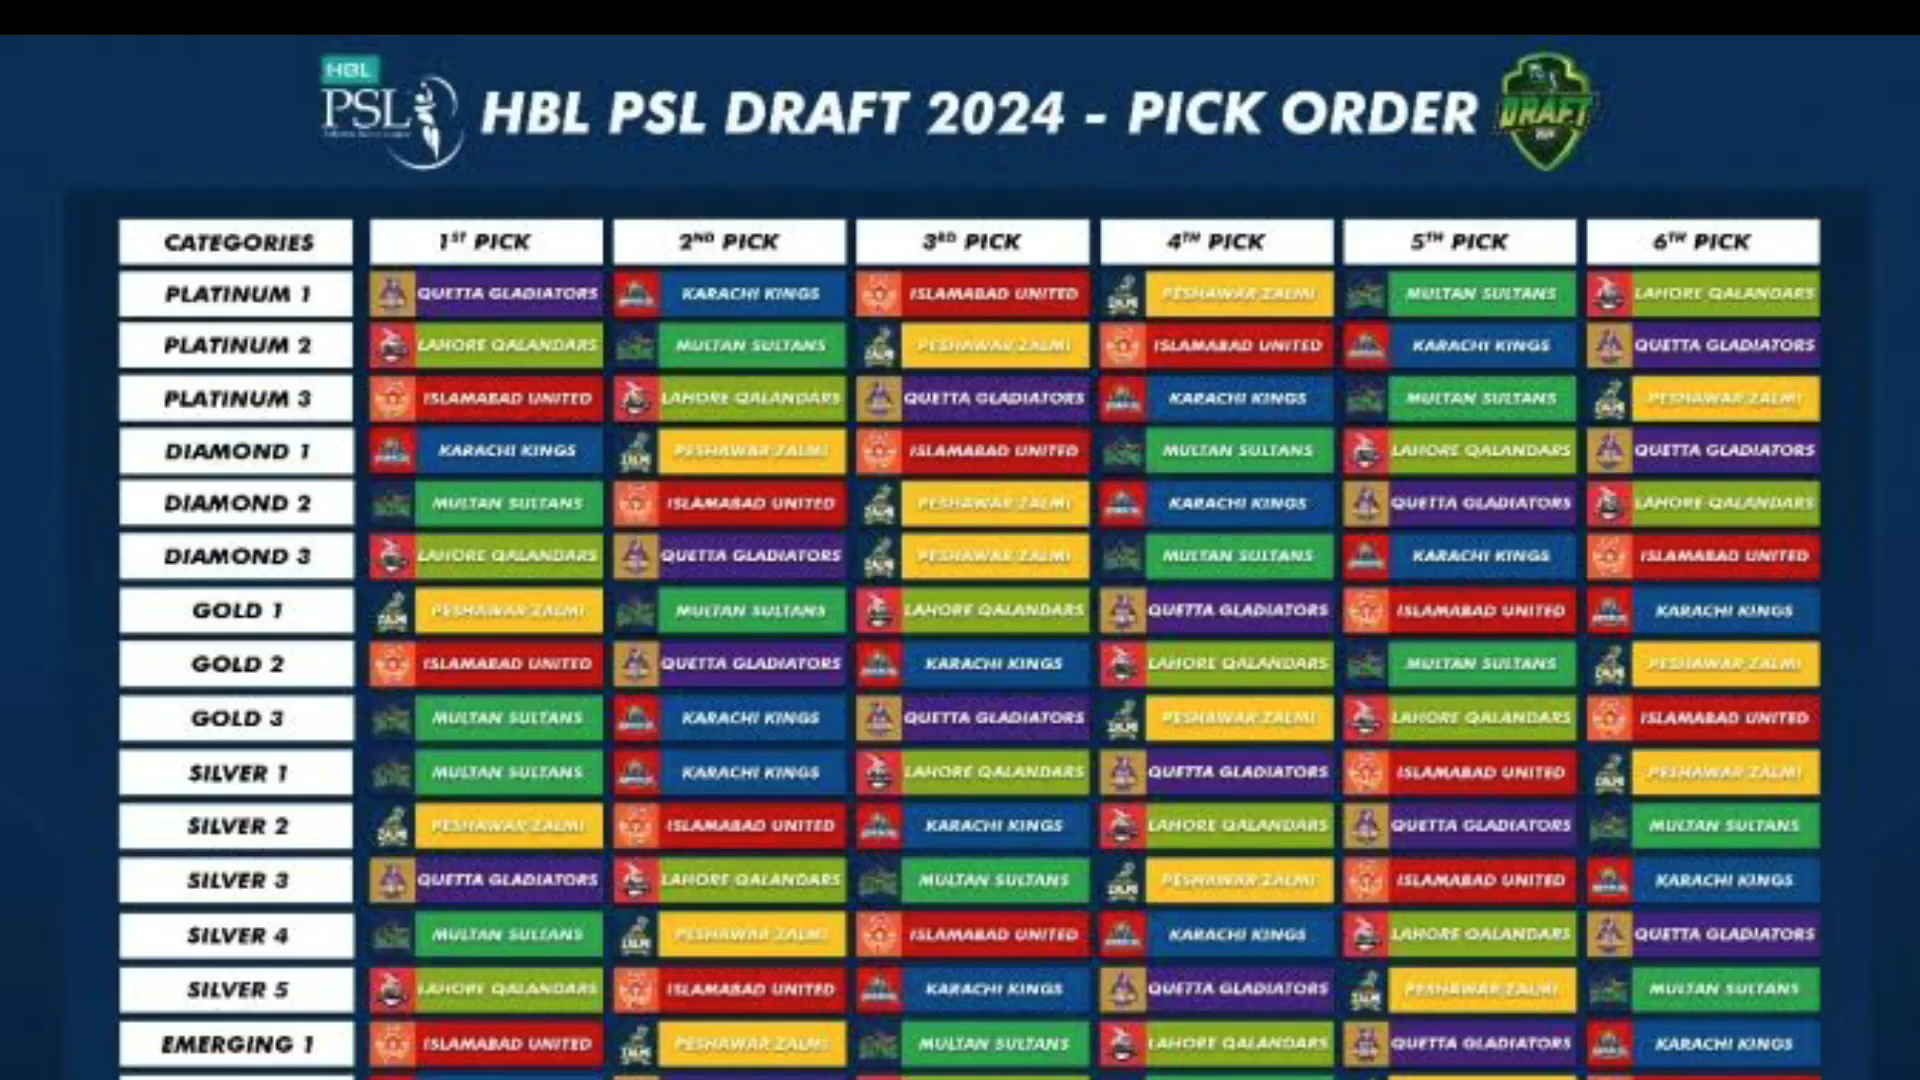 HBL
PSL
HBL PSL DRAFT 2024 - PICK ORDER
DRAFT
CATEGORIES 1ST PICK 2ND PICK 3RD PICK 4TH PICK 5TH PICK 6TH PICK
PLATINUM 1 QUETTA GLADIATORS KARACHI KINGS ISLAMABAD UNITED PESHAWAR ZALMI MULTAN SULTANS LAHORE QALANDARS
PLATINUM 2 LAHORE QALANDARS MULTAN SULTANS PESHAWAR ZALMI ISLAMABAD UNITED KARACHI KINGS QUETTA GLADIATORS
PLATINUM 3 ISLAMABAD UNITED LAHORE QALANDARS QUETTA GLADIATORS KARACHI KINGS MULTAN SULTANS PESHAWAR ZALMI
DIAMOND 1 KARACHI KINGS PESHAWAR ZALMI ISLAMABAD UNITED MULTAN SULTANS LAHORE QALANDARS QUETTA GLADIATORS
DIAMOND 2 MULTAN SULTANS ISLAMABAD UNITED PESHAWAR ZALMI KARACHI KINGS QUETTA GLADIATORS LAHORE QALANDARS
DIAMOND 3 LAHORE QALANDARS QUETTA GLADIATORS PESHAWAR ZALMI MULTAN SULTANS KARACHI KINGS ISLAMABAD UNITED
GOLD 1 PESHAWAR ZALMI MULTAN SULTANS LAHORE QALANDARS QUETTA GLADIATORS ISLAMABAD UNITED KARACHI KINGS
GOLD 2 ISLAMABAD UNITED QUETTA GLADIATORS KARACHI KINGS LAHORE QALANDARS MULTAN SULTANS PESHAWAR ZALMI
GOLD 3 MULTAN SULTANS KARACHI KINGS QUETTA GLADIATORS PESHAWAR ZALMI LAHORE QALANDARS ISLAMABAD UNITED
SILVER 1 MULTAN SULTANS KARACHI KINGS LAHORE QALANDARS QUETTA GLADIATORS ISLAMABAD UNITED PESHAWAR ZALMI
SILVER 2 PESHAWAR ZALMI ISLAMABAD UNITED KARACHI KINGS LAHORE QALANDARS QUETTA GLADIATORS MULTAN SULTANS
SILVER 3 QUETTA GLADIATORS LAHORE QALANDARS MULTAN SULTANS PESHAWAR ZALMI ISLAMABAD UNITED KARACHI KINGS
SILVER 4 MULTAN SULTANS PESHAWAR ZALMI ISLAMABAD UNITED KARACHI KINGS LAHORE QALANDARS QUETTA GLADIATORS
SILVER 5 LAHORE QALANDARS ISLAMABAD UNITED KARACHI KINGS QUETTA GLADIATORS PESHAWAR ZALMI MULTAN SULTANS
EMERGING 1 ISLAMABAD UNITED PESHAWAR ZALMI MULTAN SULTANS LAHORE QALANDARS QUETTA GLADIATORS KARACHI KINGS